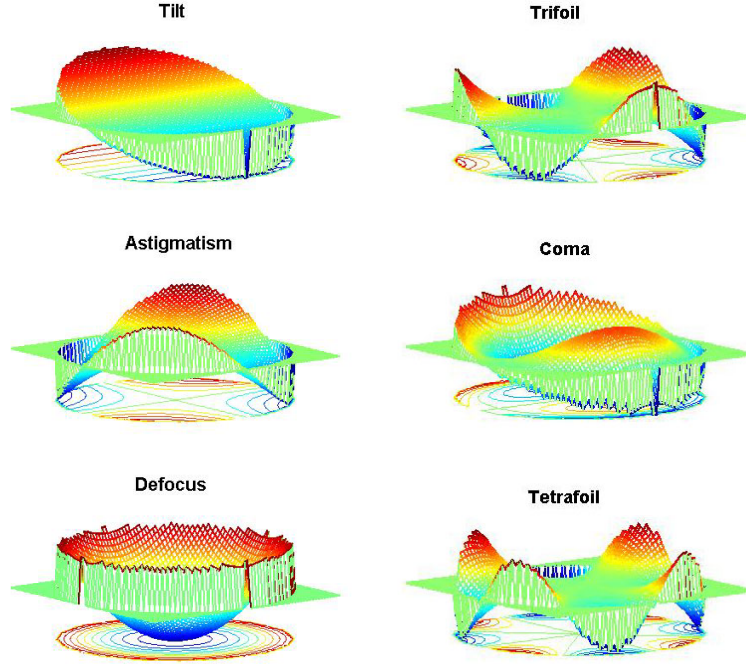 Tilt
Trifoil
Astigmatism
Coma
Defocus
Tetrafoil